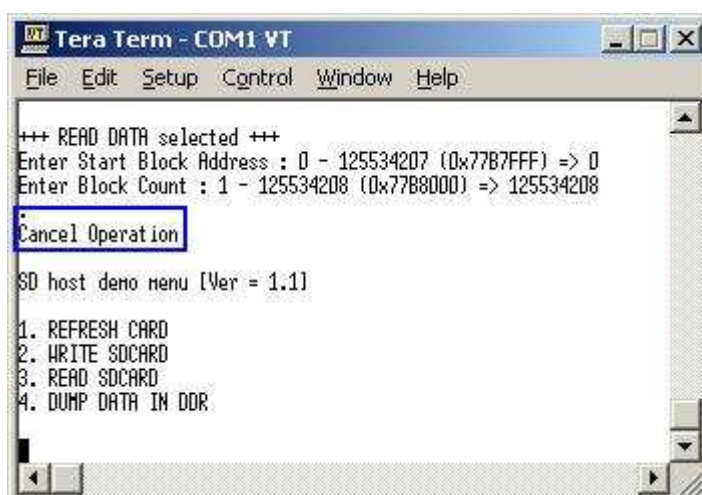 Tera Term - COM1 VT
File Edit Setup Control Window Help
+++ READ DATA selected +++
Enter Start Block Address : 0 - 125534207 (0x77B7FFF) => 0
Enter Block Count : 1 - 125534208 (0x77B8000) => 125534208
.
Cancel Operation
SD host demo menu [Ver = 1.1]
1. REFRESH CARD
2. WRITE SDCARD
3. READ SDCARD
4. DUMP DATA IN DDR